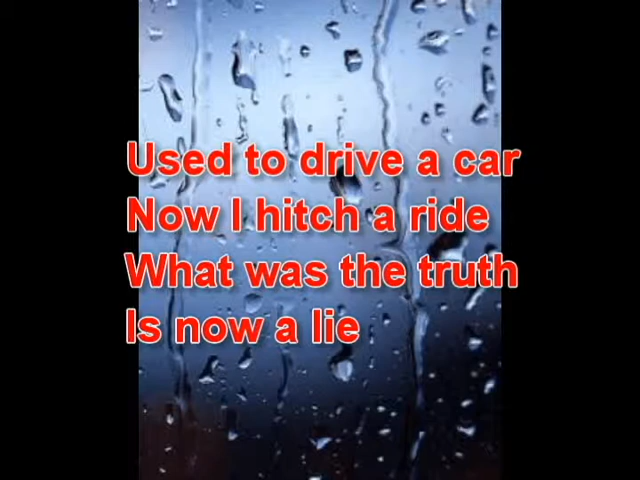 Used to drive a car
Now I hitch a ride
What was the truth
Is now a lie